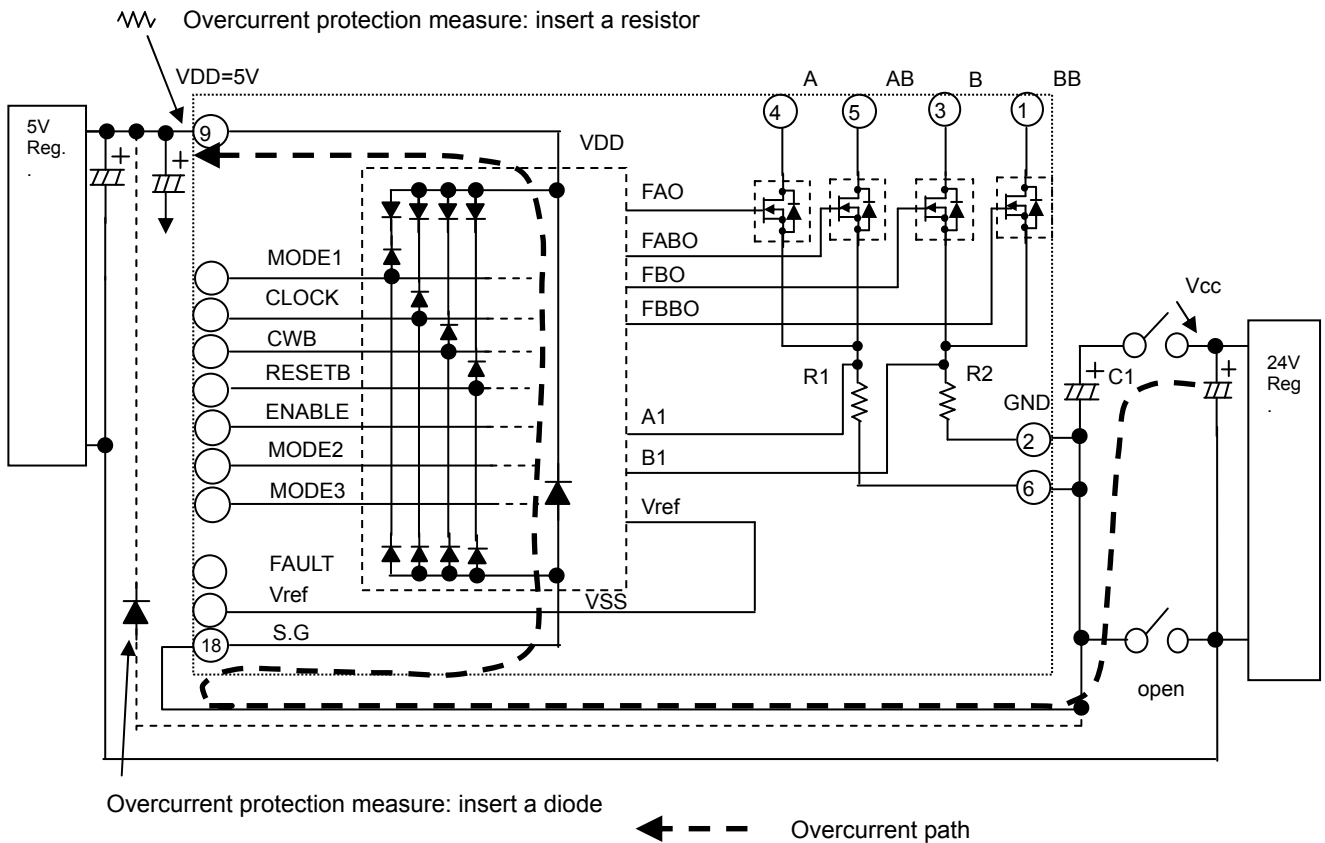 Overcurrent protection measure: insert a resistor
VDD=5V
A
AB
B
BB
5V
Reg.
.
9
4
5
3
1
VDD
FAO
FABO
FBO
FBBO
MODE1
CLOCK
CWB
RESETB
ENABLE
MODE2
MODE3
FAULT
Vref
S.G
18
VSS
A1
B1
Vref
R1
R2
GND
2
6
+
+
+
C1
+
Vcc
24V
Reg
.
open
Overcurrent protection measure: insert a diode
Overcurrent path